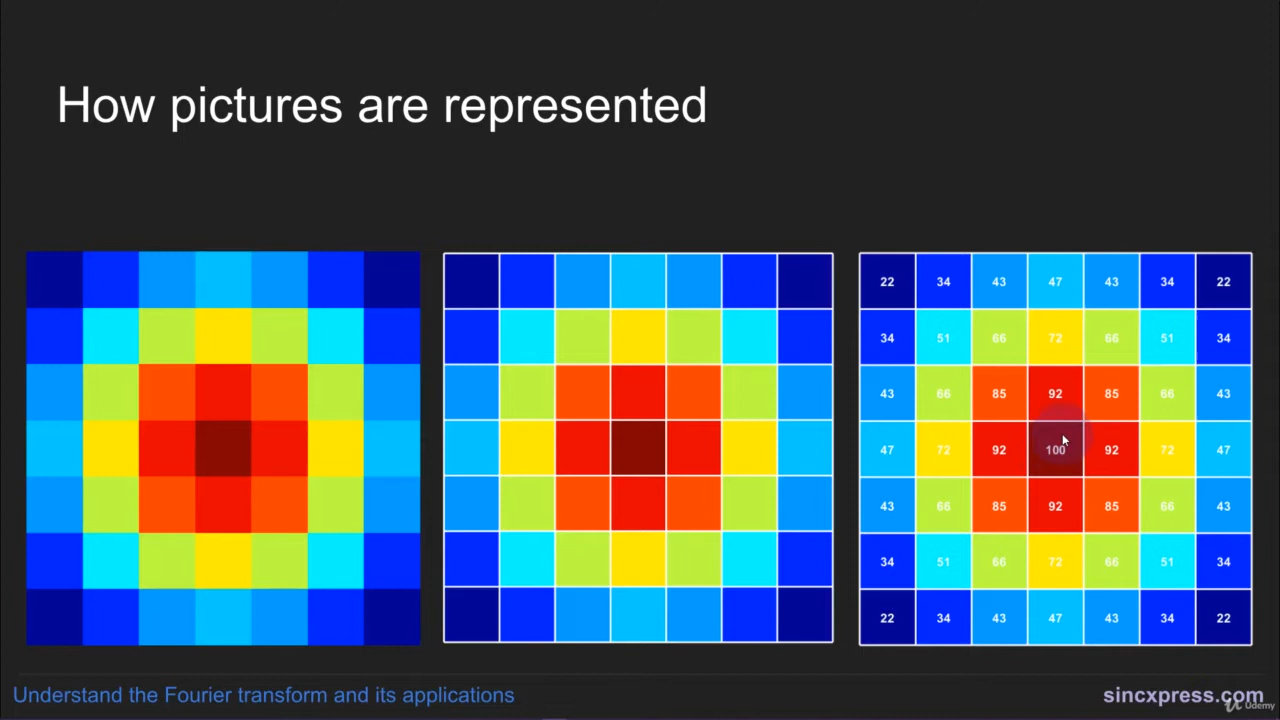 How pictures are represented
22 34 43 47 43 34 22
34 51 66 72 66 51 34
43 66 85 92 85 66 43
47 72 92 100 92 72 47
43 66 85 92 85 66 43
34 51 66 72 66 51 34
22 34 43 47 43 34 22
Understand the Fourier transform and its applications
sincxpress.com
Udemy